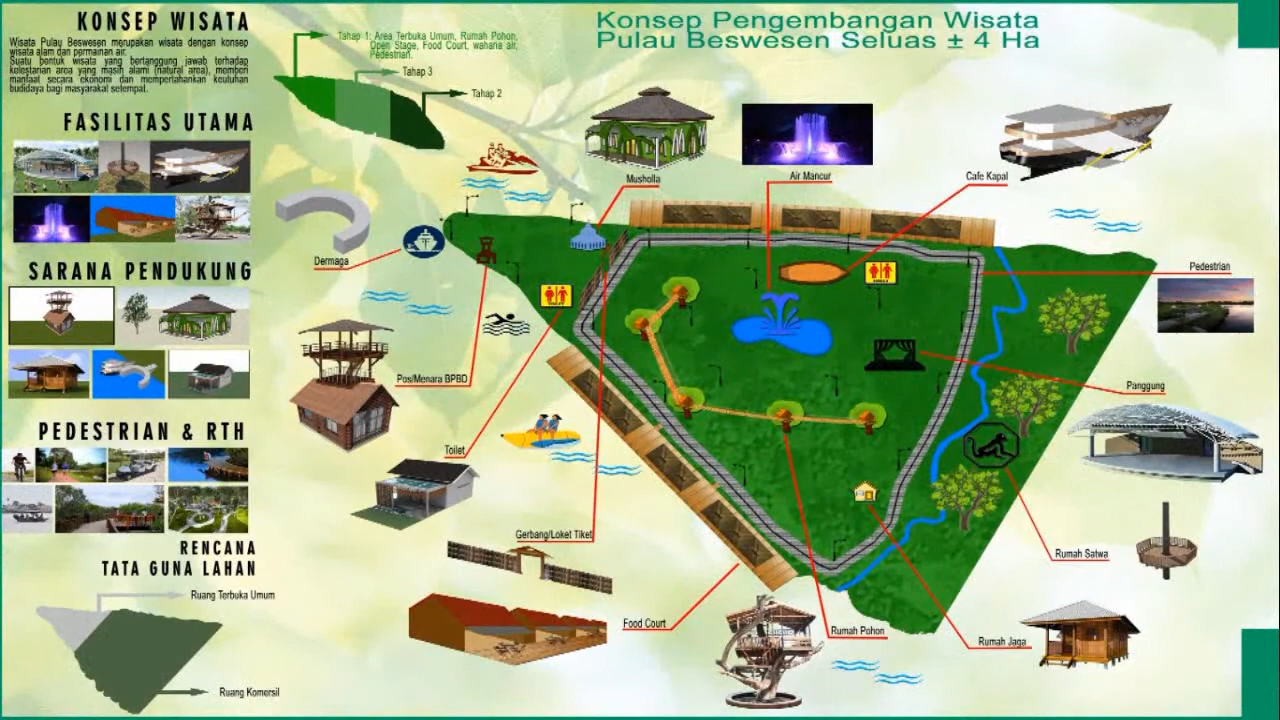 KONSEP WISATA
Wisata Pulau Beswesen merupakan wisata dengan konsep
wisata alam dan permainan air.
Suatu bentuk wisata yang bertanggung jawab terhadap
kelestarian area yang masih alami (natural area), memberi
manfaat secara ekonomi dan mempertahankan keutuhan
budidaya bagi masyarakat setempat.
FASILITAS UTAMA
SARANA PENDUKUNG
PEDESTRIAN & RTH
RENCANA
TATA GUNA LAHAN
Ruang Terbuka Umum
Ruang Komersil
Tahap 1: Area Terbuka Umum, Rumah Pohon,
Open Stage, Food Court, wahana air,
Pedestrian.
Tahap 3
Tahap 2
Konsep Pengembangan Wisata
Pulau Beswesen Seluas ± 4 Ha
Musholla
Air Mancur
Cafe Kapal
Dermaga
Pedestrian
Pos/Menara BPBD
Panggung
Toilet
Gerbang/Loket Tiket
Rumah Satwa
Food Court
Rumah Pohon
Rumah Jaga